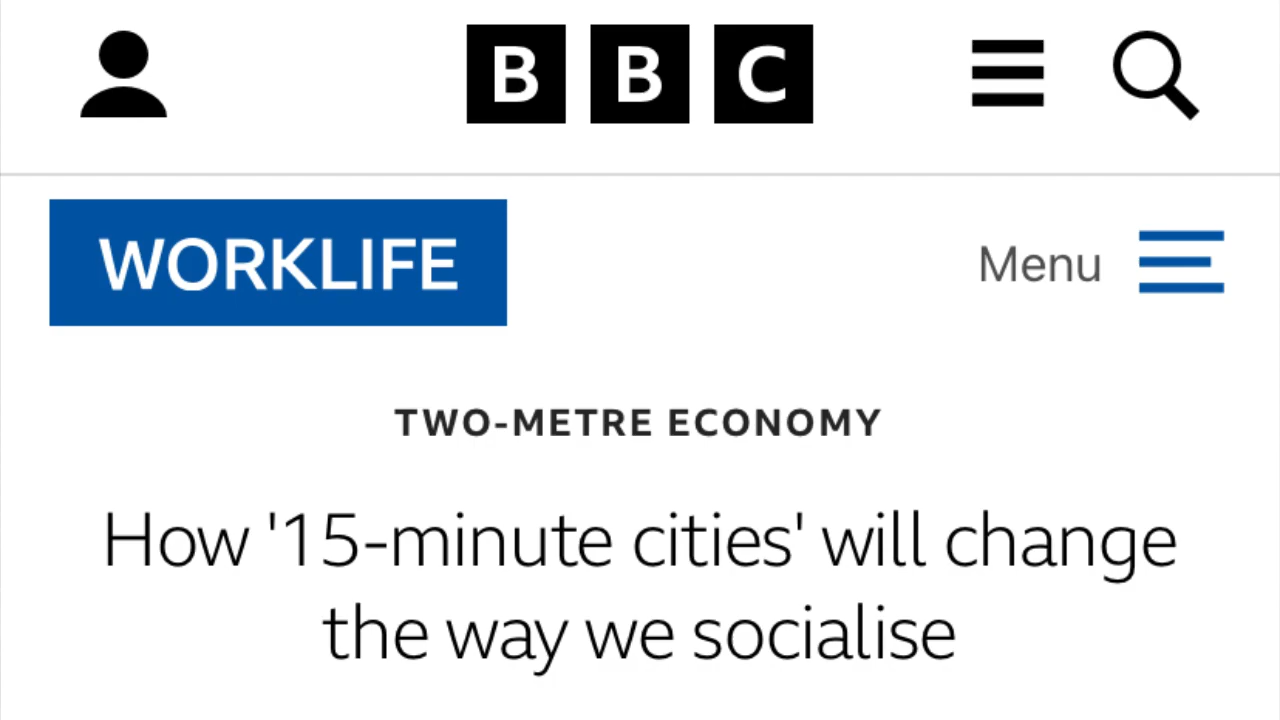 BBC
WORKLIFE
Menu
TWO-METRE ECONOMY
How '15-minute cities' will change
the way we socialise